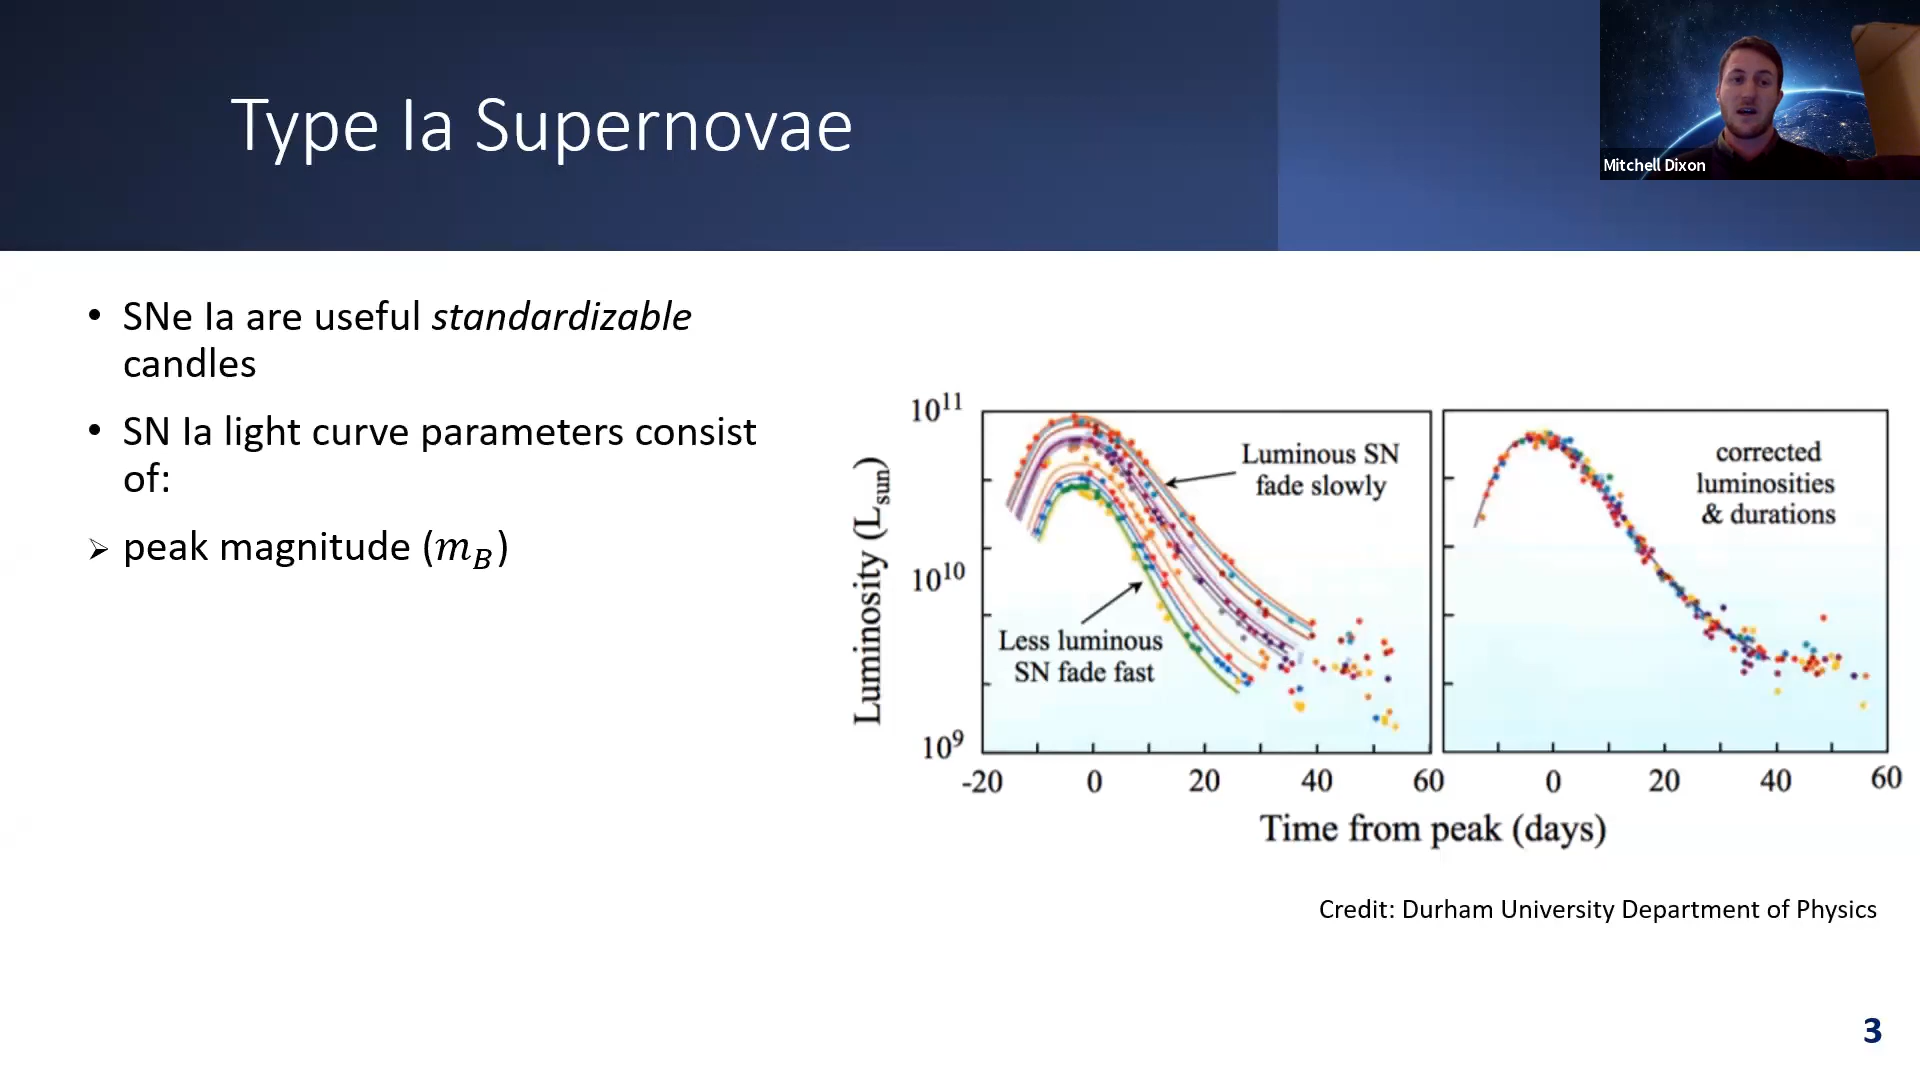 Type Ia Supernovae
Mitchell Dixon
• SNe Ia are useful standardizable
candles
• SN Ia light curve parameters consist
of:
➢ peak magnitude (m_B)
Luminosity (L_sun)
10^11
10^10
10^9
Luminous SN
fade slowly
Less luminous
SN fade fast
corrected
luminosities
& durations
-20 0 20 40 60 0 20 40 60
Time from peak (days)
Credit: Durham University Department of Physics
3